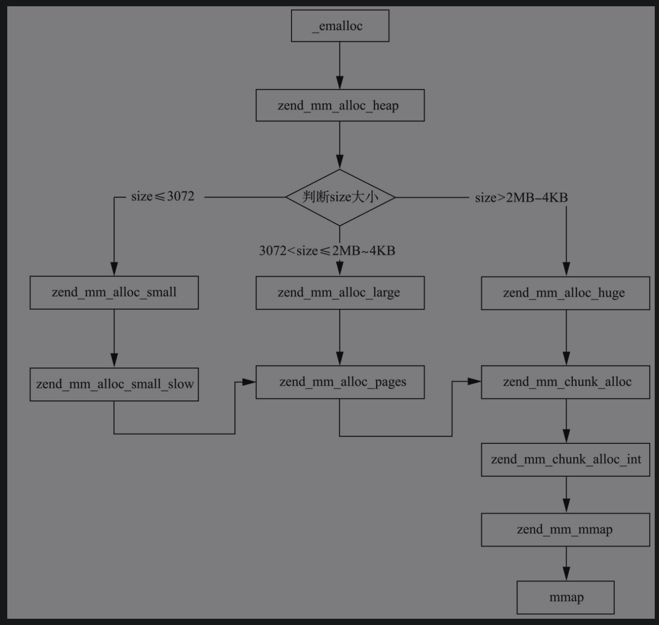 _emalloc
zend_mm_alloc_heap
判断size大小
size≤3072
size>2MB-4KB
3072<size≤2MB~4KB
zend_mm_alloc_small
zend_mm_alloc_large
zend_mm_alloc_huge
zend_mm_alloc_small_slow
zend_mm_alloc_pages
zend_mm_chunk_alloc
zend_mm_chunk_alloc_int
zend_mm_mmap
mmap